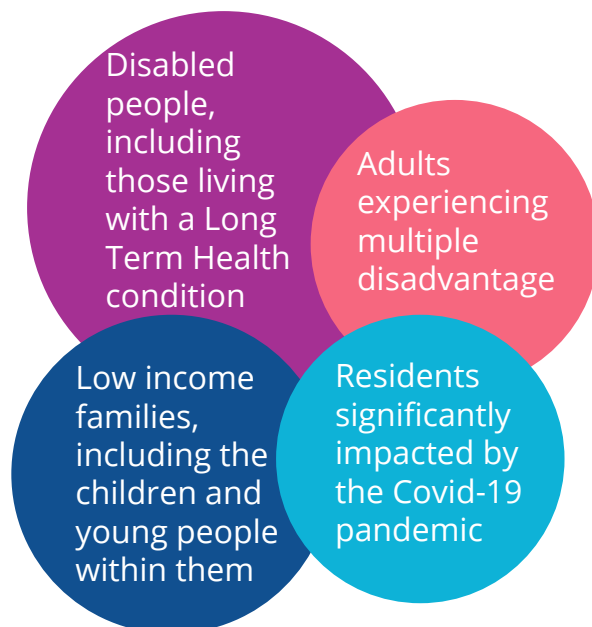 Disabled
people,
including
those living
with a Long
Term Health
condition
Adults
experiencing
multiple
disadvantage
Low income
families,
including the
children and
young people
within them
Residents
significantly
impacted by
the Covid-19
pandemic